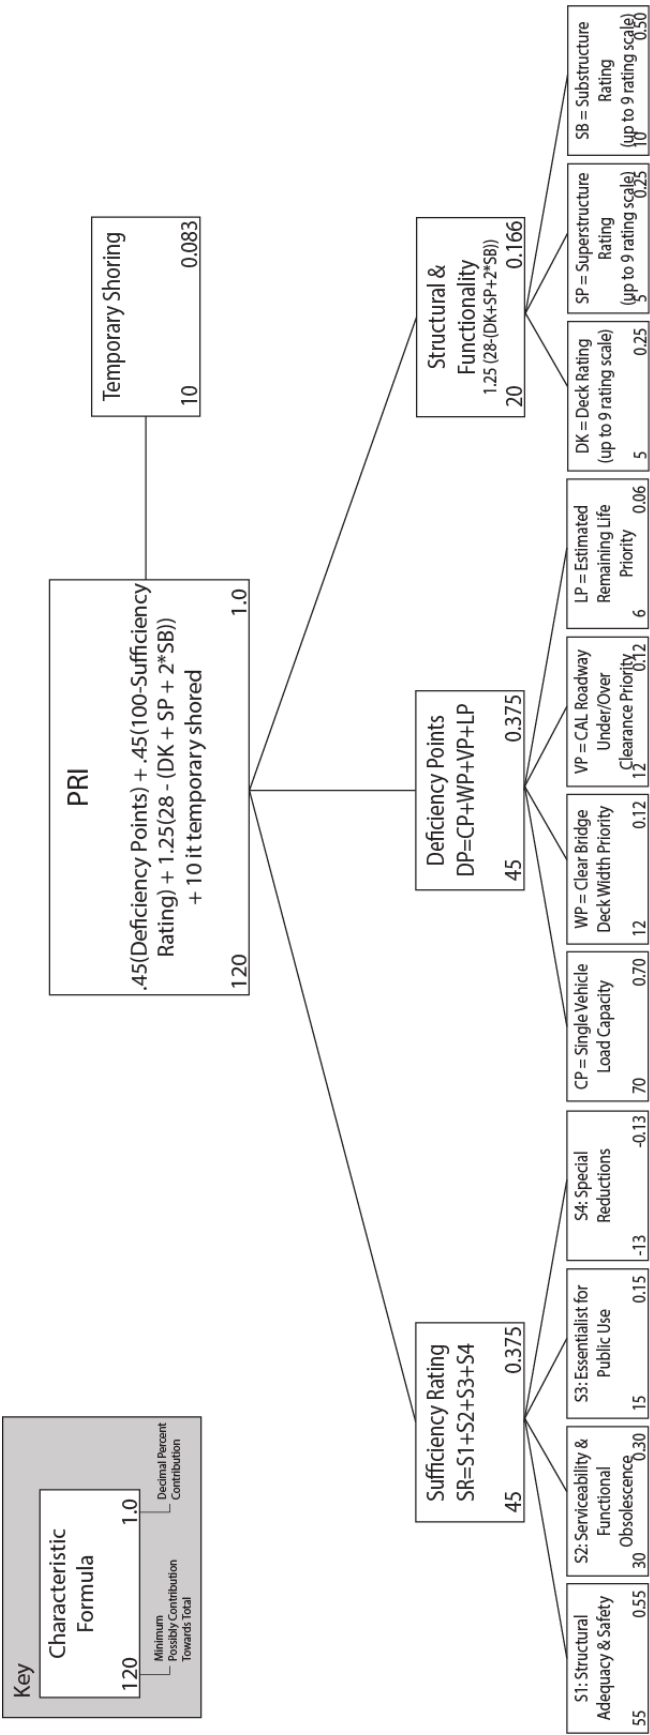 Key
Characteristic
Formula
120
1.0
Minimum
Possibly Contribution
Towards Total
Decimal Percent
Contribution
PRI
.45(Deficiency Points) + .45(100-Sufficiency
Rating) + 1.25(28 - (DK + SP + 2*SB))
+ 10 it temporary shored
120
1.0
Temporary Shoring
10
0.083
Sufficiency Rating
SR=S1+S2+S3+S4
45
0.375
Deficiency Points
DP=CP+WP+VP+LP
45
0.375
Structural &
Functionality
1.25 (28-(DK+SP+2*SB))
20
0.166
S1: Structural
Adequacy & Safety
55
0.55
S2: Serviceability &
Functional
Obsolescence
30
0.30
S3: Essentialist for
Public Use
15
0.15
S4: Special
Reductions
-13
-0.13
CP = Single Vehicle
Load Capacity
70
0.70
WP = Clear Bridge
Deck Width Priority
12
0.12
VP = CAL Roadway
Under/Over
Clearance Priority
12
0.12
LP = Estimated
Remaining Life
Priority
6
0.06
DK = Deck Rating
(up to 9 rating scale)
5
0.25
SP = Superstructure
Rating
(up to 9 rating scale)
5
0.25
SB = Substructure
Rating
(up to 9 rating scale)
10
0.50